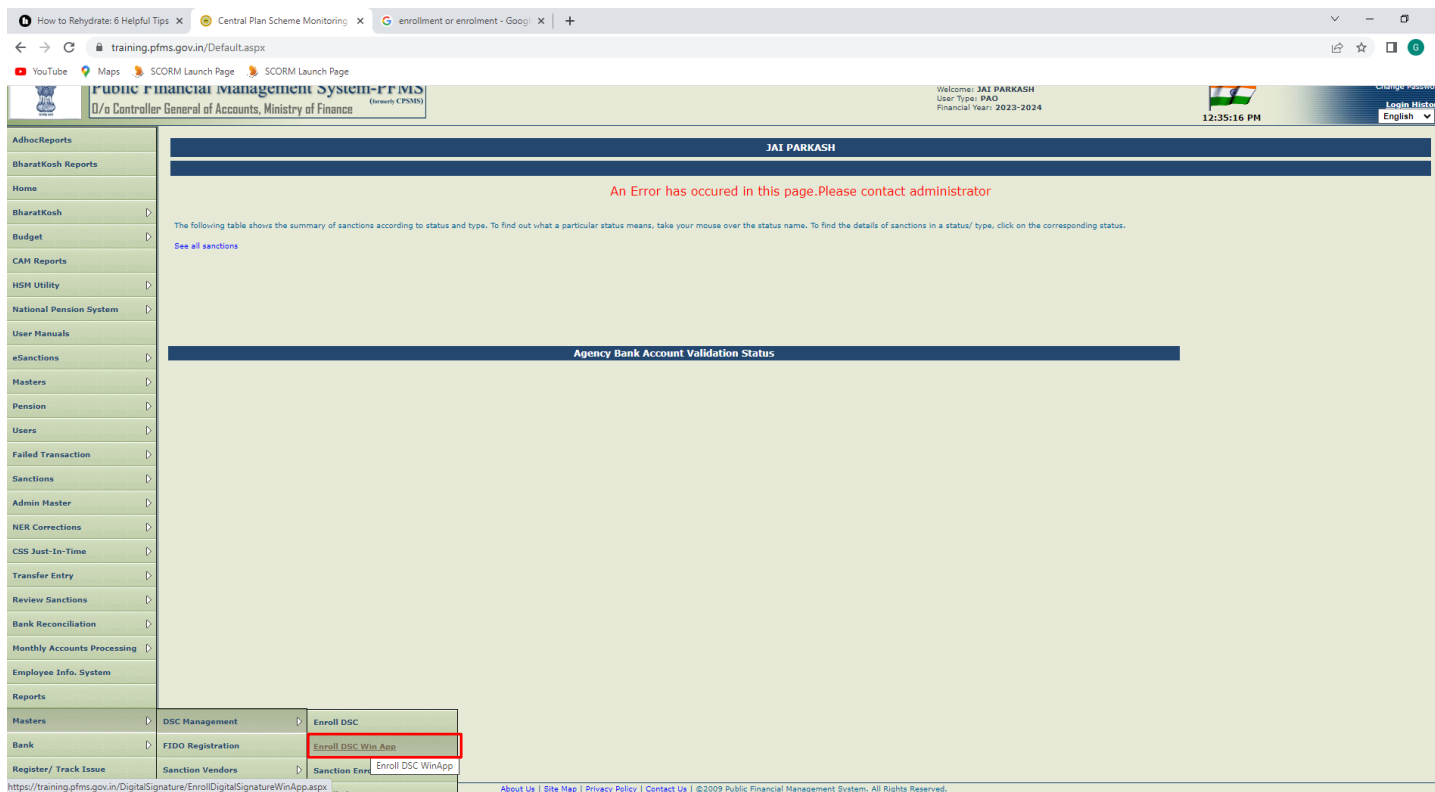 How to Rehydrate: 6 Helpful Tips
Central Plan Scheme Monitoring
enrollment or enrolment - Googl
training.pfms.gov.in/Default.aspx
G
YouTube
Maps
SCORM Launch Page
SCORM Launch Page
Public Financial Management System-PFMS
(formerly CPSMS)
O/o Controller General of Accounts, Ministry of Finance
Welcome: JAI PARKASH
User Type: PAO
Financial Year: 2023-2024
12:35:16 PM
Change Passwo
Login Histo
English
AdhocReports
BharatKosh Reports
Home
BharatKosh
Budget
CAM Reports
HSM Utility
National Pension System
User Manuals
eSanctions
Masters
Pension
Users
Failed Transaction
Sanctions
Admin Master
NER Corrections
CSS Just-In-Time
Transfer Entry
Review Sanctions
Bank Reconciliation
Monthly Accounts Processing
Employee Info. System
Reports
Masters
Bank
Register/ Track Issue
JAI PARKASH
An Error has occured in this page.Please contact administrator
The following table shows the summary of sanctions according to status and type. To find out what a particular status means, take your mouse over the status name. To find the details of sanctions in a status/ type, click on the corresponding status.
See all sanctions
Agency Bank Account Validation Status
DSC Management
FIDO Registration
Sanction Vendors
Enroll DSC
Enroll DSC Win App
Sanction Enro
Enroll DSC WinApp
https://training.pfms.gov.in/DigitalSignature/EnrollDigitalSignatureWinApp.aspx
About Us | Site Map | Privacy Policy | Contact Us | ©2009 Public Financial Management System. All Rights Reserved.